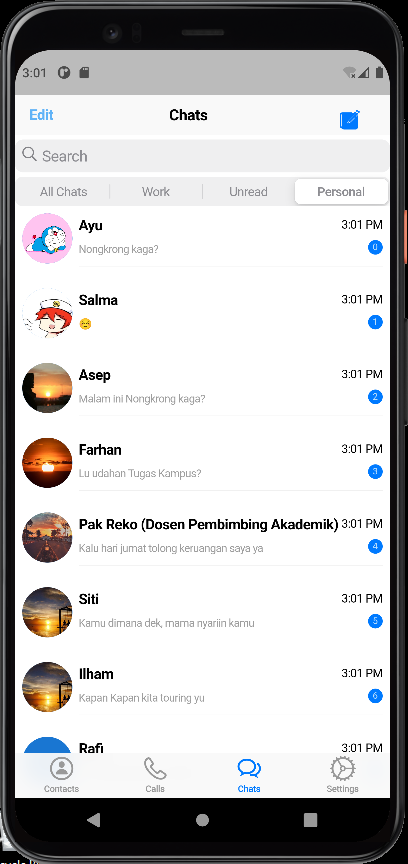 3:01
Edit
Chats
Search
All Chats
Work
Unread
Personal
Ayu
3:01 PM
Nongkrong kaga?
0
Salma
3:01 PM
1
Asep
3:01 PM
Malam ini Nongkrong kaga?
2
Farhan
3:01 PM
Lu udahan Tugas Kampus?
3
Pak Reko (Dosen Pembimbing Akademik)
3:01 PM
Kalu hari jumat tolong keruangan saya ya
4
Siti
3:01 PM
Kamu dimana dek, mama nyariin kamu
5
Ilham
3:01 PM
Kapan Kapan kita touring yu
6
Rafi
3:01 PM
Contacts
Calls
Chats
Settings